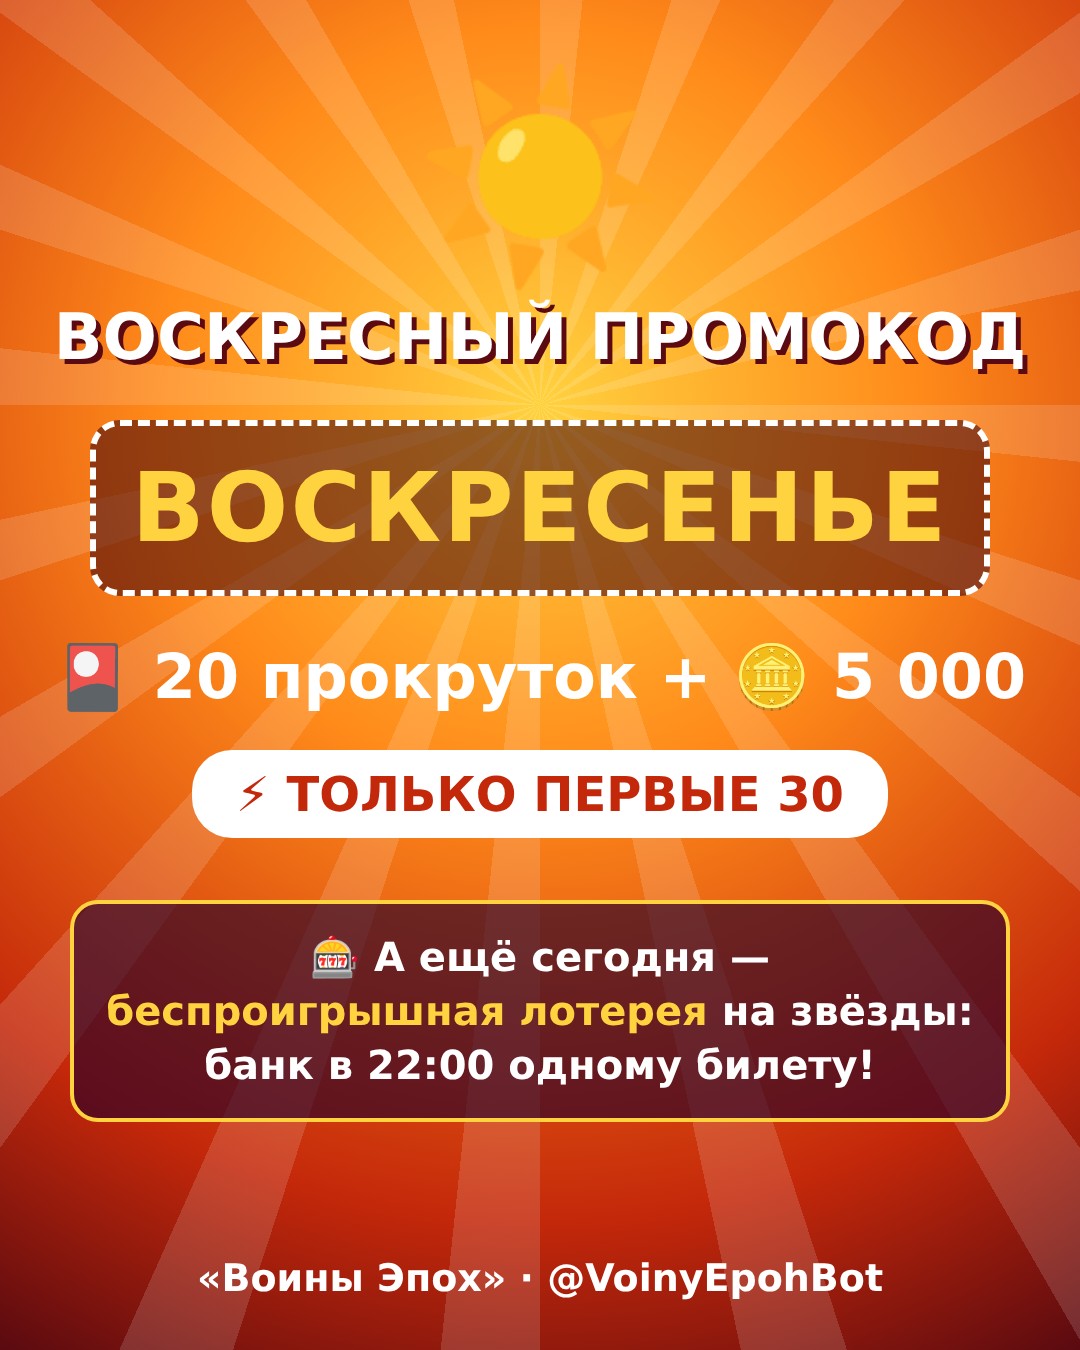 ВОСКРЕСНЫЙ ПРОМОКОД
ВОСКРЕСЕНЬЕ
20 прокруток + 5 000
⚡ ТОЛЬКО ПЕРВЫЕ 30
А ещё сегодня —
беспроигрышная лотерея на звёзды:
банк в 22:00 одному билету!
«Воины Эпох» · @VoinyEpohBot